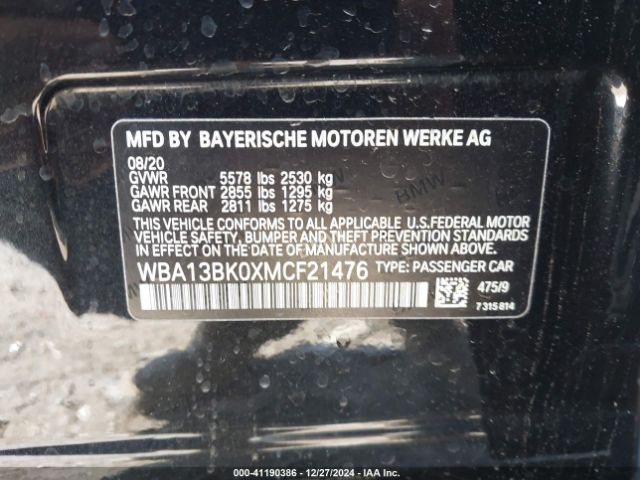 MFD BY BAYERISCHE MOTOREN WERKE AG
08/20
GVWR 5578 lbs 2530 kg
GAWR FRONT 2855 lbs 1295 kg
GAWR REAR 2811 lbs 1275 kg
THIS VEHICLE CONFORMS TO ALL APPLICABLE U.S.FEDERAL MOTOR
VEHICLE SAFETY, BUMPER AND THEFT PREVENTION STANDARDS
IN EFFECT ON THE DATE OF MANUFACTURE SHOWN ABOVE.
WBA13BK0XMCF21476 TYPE: PASSENGER CAR
475/9
7315814
BMW
000-41190386 - 12/27/2024 - IAA Inc.